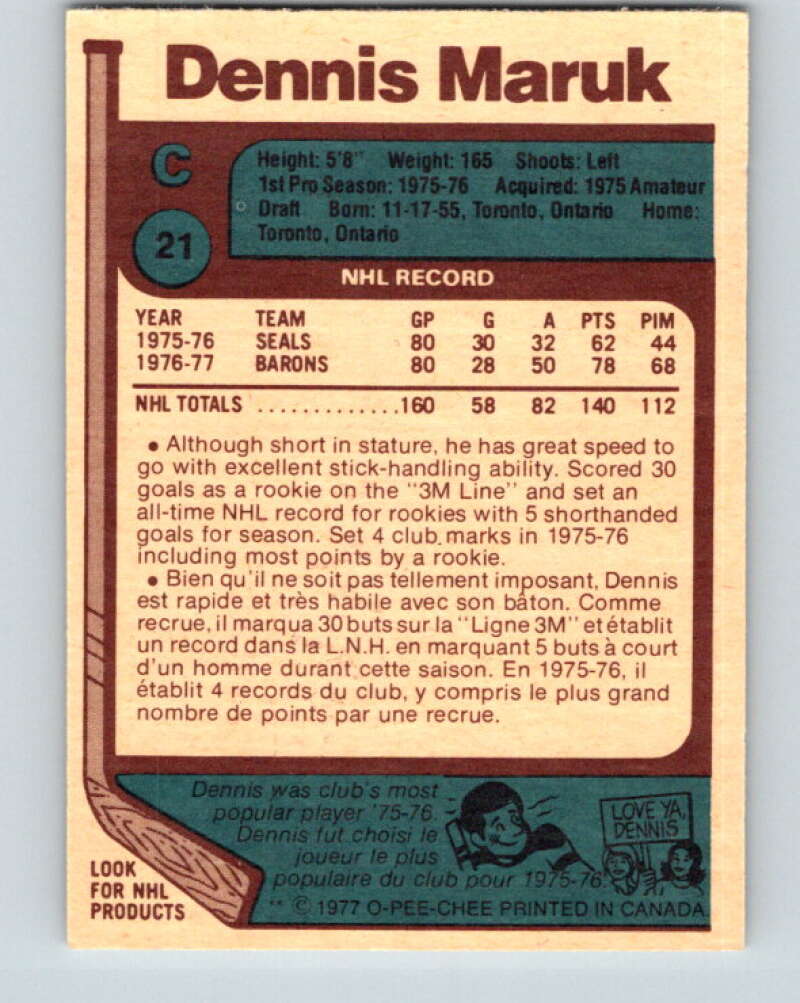 Dennis Maruk
C
21
Height: 5'8" Weight: 165 Shoots: Left
1st Pro Season: 1975-76 Acquired: 1975 Amateur
Draft Born: 11-17-55, Toronto, Ontario Home:
Toronto, Ontario
NHL RECORD
YEAR TEAM GP G A PTS PIM
1975-76 SEALS 80 30 32 62 44
1976-77 BARONS 80 28 50 78 68
NHL TOTALS .............160 58 82 140 112
• Although short in stature, he has great speed to
go with excellent stick-handling ability. Scored 30
goals as a rookie on the "3M Line" and set an
all-time NHL record for rookies with 5 shorthanded
goals for season. Set 4 club marks in 1975-76
including most points by a rookie.
• Bien qu'il ne soit pas tellement imposant, Dennis
est rapide et très habile avec son bâton. Comme
recrue, il marqua 30 buts sur la "Ligne 3M" et établit
un record dans la L.N.H. en marquant 5 buts à court
d'un homme durant cette saison. En 1975-76, il
établit 4 records du club, y compris le plus grand
nombre de points par une recrue.
Dennis was club's most
popular player '75-76.
Dennis fut choisi le
joueur le plus
populaire du club pour 1975-76.
LOVE YA,
DENNIS
LOOK
FOR NHL
PRODUCTS
** © 1977 O-PEE-CHEE PRINTED IN CANADA